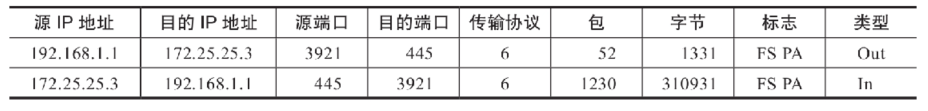 源 IP 地址 目的 IP 地址 源端口 目的端口 传输协议 包 字节 标志 类型
192.168.1.1 172.25.25.3 3921 445 6 52 1331 FS PA Out
172.25.25.3 192.168.1.1 445 3921 6 1230 310931 FS PA In